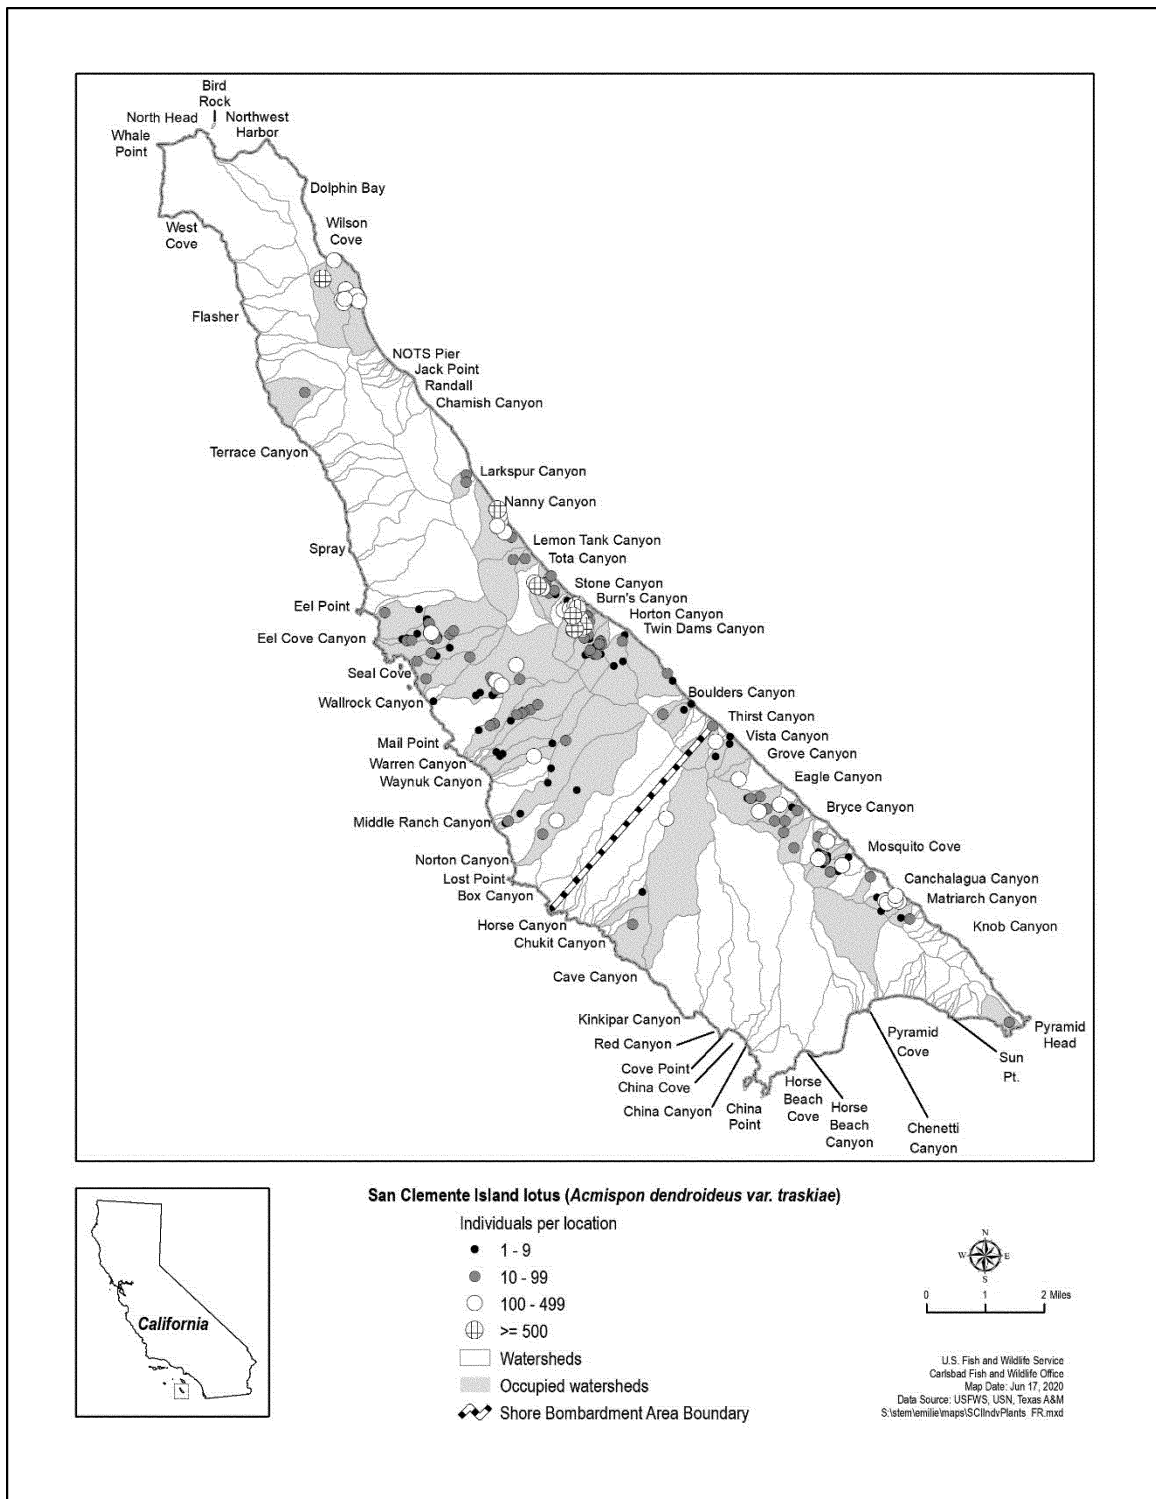 Bird
Rock
North Head
Northwest
Harbor
Whale
Point
Dolphin Bay
West
Cove
Wilson
Cove
Flasher
NOTS Pier
Jack Point
Randall
Chamish Canyon
Terrace Canyon
Larkspur Canyon
Nanny Canyon
Lemon Tank Canyon
Spray
Tota Canyon
Stone Canyon
Eel Point
Burn's Canyon
Horton Canyon
Eel Cove Canyon
Twin Dams Canyon
Seal Cove
Wallrock Canyon
Boulders Canyon
Thirst Canyon
Mail Point
Vista Canyon
Warren Canyon
Grove Canyon
Waynuk Canyon
Eagle Canyon
Middle Ranch Canyon
Bryce Canyon
Mosquito Cove
Norton Canyon
Lost Point
Canchalagua Canyon
Box Canyon
Matriarch Canyon
Horse Canyon
Knob Canyon
Chukit Canyon
Cave Canyon
Kinkipar Canyon
Red Canyon
Cove Point
China Cove
China Canyon
China
Point
Horse
Beach
Cove
Horse
Beach
Canyon
Pyramid
Cove
Chenetti
Canyon
Sun
Pt.
Pyramid
Head
San Clemente Island lotus (Acmispon dendroideus var. traskiae)
Individuals per location
1 - 9
10 - 99
100 - 499
>= 500
Watersheds
Occupied watersheds
Shore Bombardment Area Boundary
California
N
W E
S
0 1 2 Miles
U.S. Fish and Wildlife Service
Carlsbad Fish and Wildlife Office
Map Date: Jun 17, 2020
Data Source: USFWS, USN, Texas A&M
S:\stem\emilie\maps\SCIIndvPlants FR.mxd